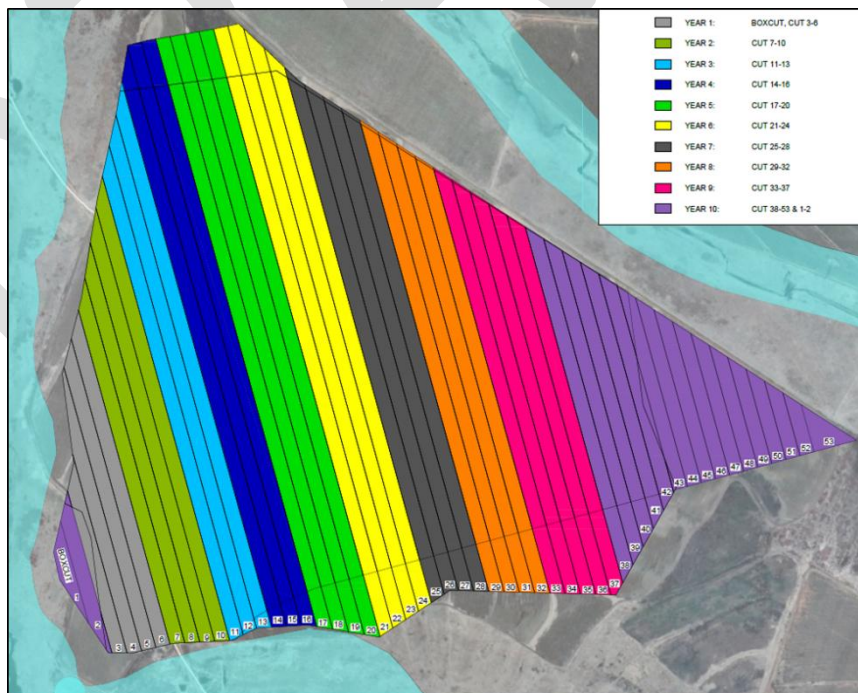 YEAR 1: BOXCUT, CUT 3-6
YEAR 2: CUT 7-10
YEAR 3: CUT 11-13
YEAR 4: CUT 14-16
YEAR 5: CUT 17-20
YEAR 6: CUT 21-24
YEAR 7: CUT 25-28
YEAR 8: CUT 29-32
YEAR 9: CUT 33-37
YEAR 10: CUT 38-53 & 1-2
BOXCUT
1
2
3 4 5 6 7 8 9 10 11 12 13 14 15 16 17 18 19 20 21 22 23 24 25 26 27 28 29 30 31 32 33 34 35 36 37 38 39 40 41 42 43 44 45 46 47 48 49 50 51 52 53